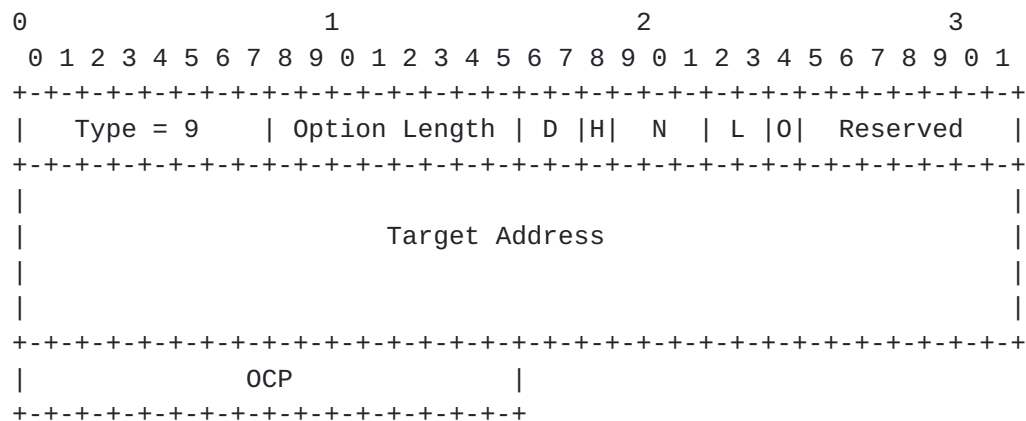 0                   1                   2                   3
 0 1 2 3 4 5 6 7 8 9 0 1 2 3 4 5 6 7 8 9 0 1 2 3 4 5 6 7 8 9 0 1
+-+-+-+-+-+-+-+-+-+-+-+-+-+-+-+-+-+-+-+-+-+-+-+-+-+-+-+-+-+-+-+-+
|   Type = 9    | Option Length | D |H|  N  | L |O|  Reserved   |
+-+-+-+-+-+-+-+-+-+-+-+-+-+-+-+-+-+-+-+-+-+-+-+-+-+-+-+-+-+-+-+-+
|                                                               |
|                       Target Address                          |
|                                                               |
|                                                               |
+-+-+-+-+-+-+-+-+-+-+-+-+-+-+-+-+-+-+-+-+-+-+-+-+-+-+-+-+-+-+-+-+
|              OCP              |
+-+-+-+-+-+-+-+-+-+-+-+-+-+-+-+-+